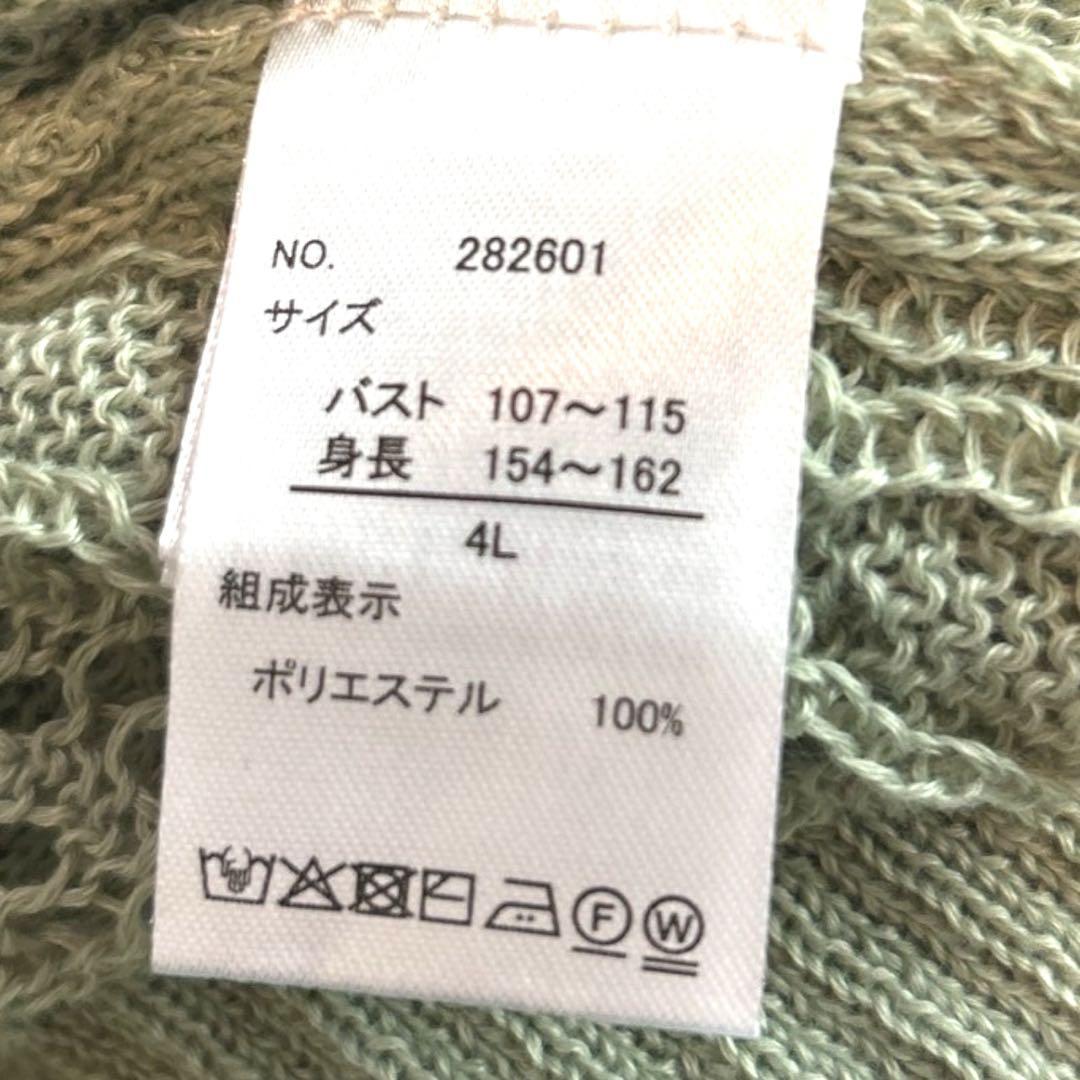 NO. 282601
サイズ
バスト 107～115
身長 154～162
4L
組成表示
ポリエステル 100%
F W